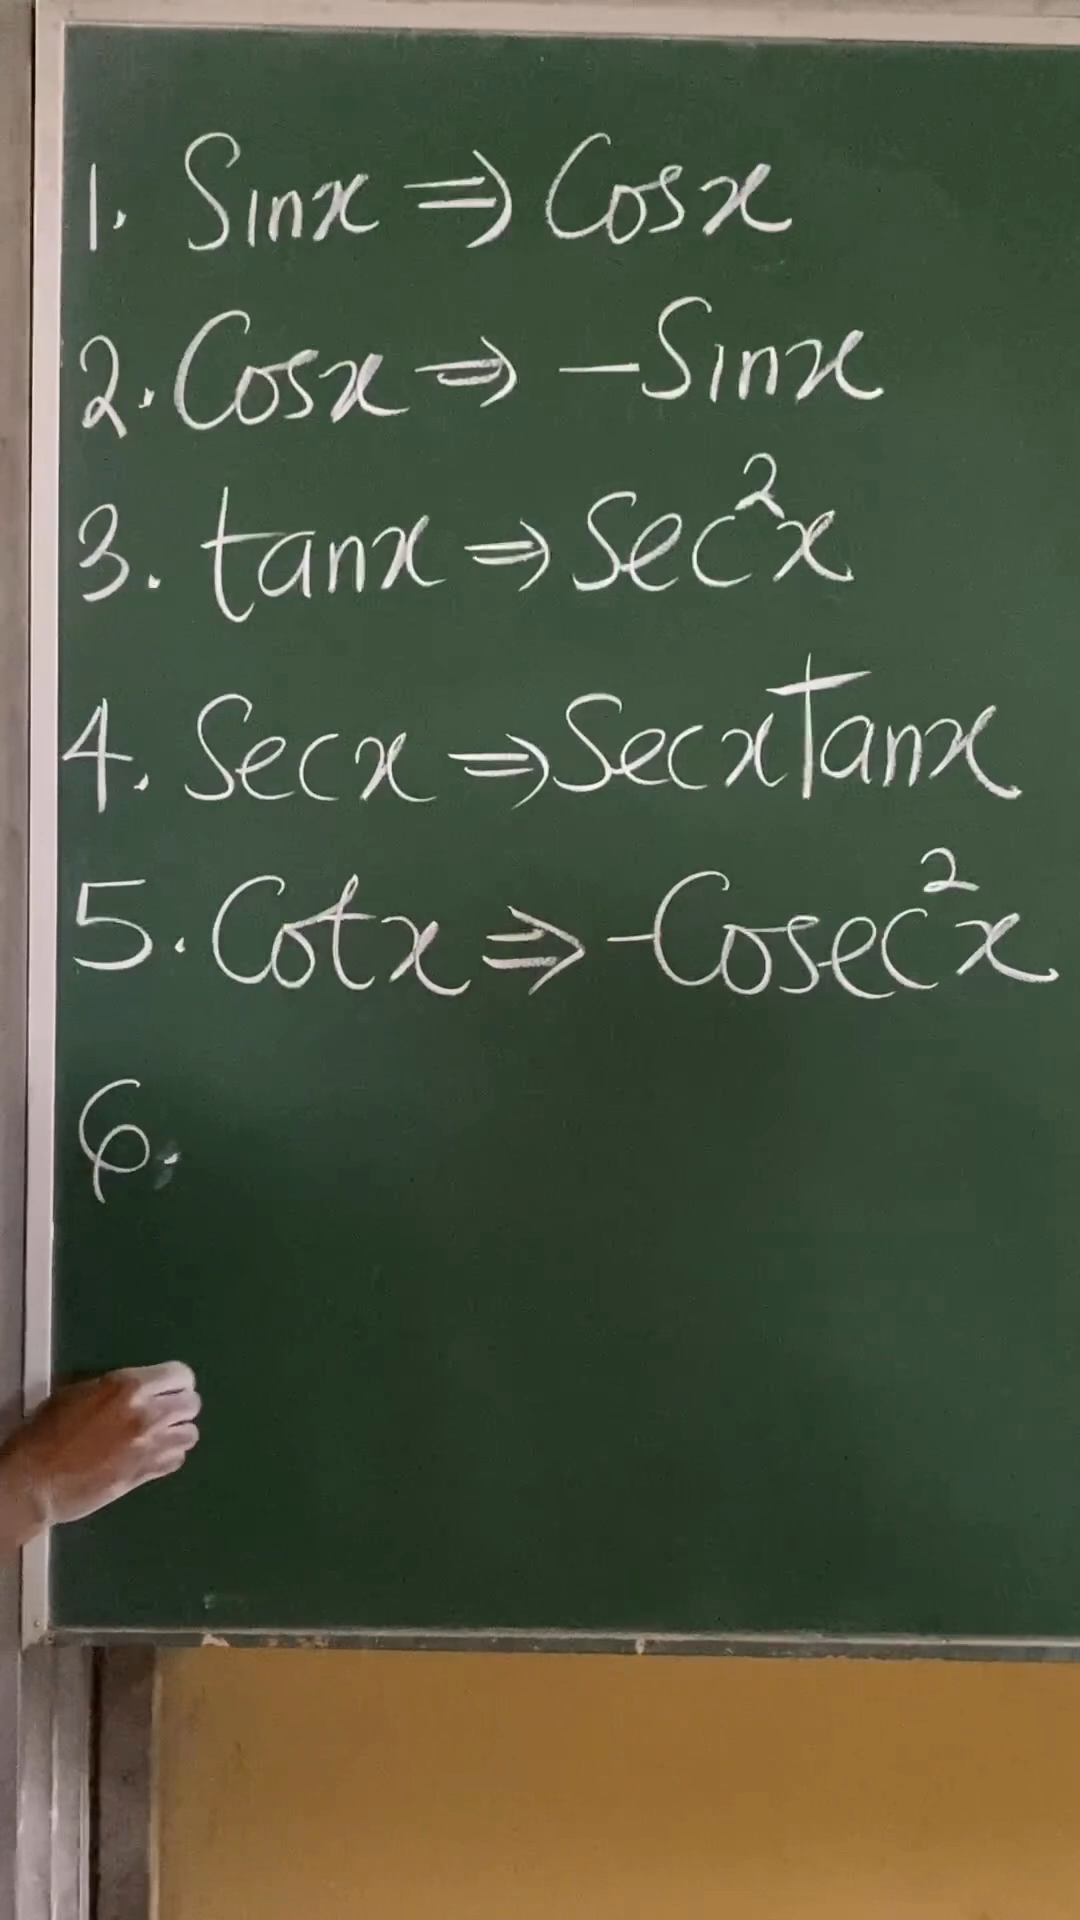 1. Sinx ⇒ Cosx
2. Cosx ⇒ -Sinx
3. tanx ⇒ Sec²x
4. Secx ⇒ SecxTanx
5. Cotx ⇒ -Cosec²x
6.